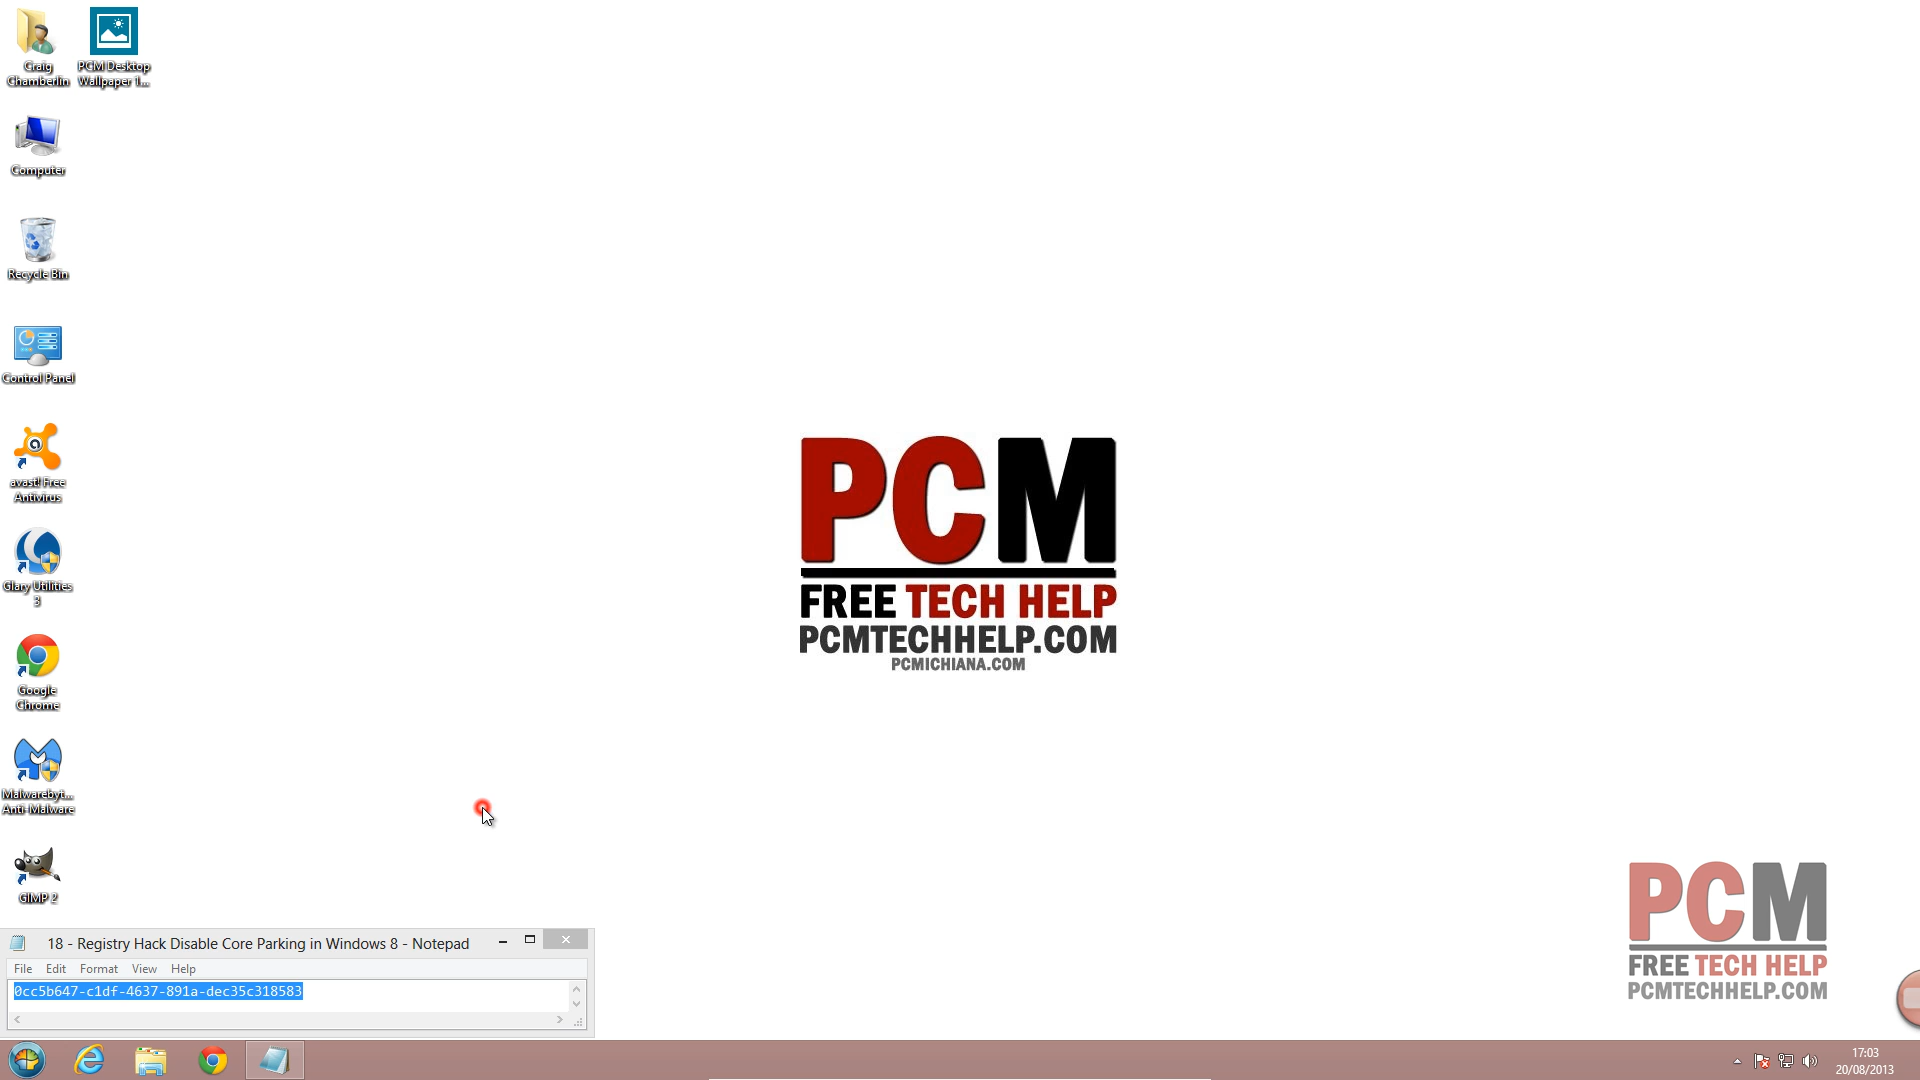 Craig
Chamberlin
PCM Desktop
Wallpaper 1...
Computer
Recycle Bin
Control Panel
avast! Free
Antivirus
Glary Utilities
3
Google
Chrome
Malwarebyt...
Anti-Malware
GIMP 2
PCM
FREE TECH HELP
PCMTECHHELP.COM
PCMICHIANA.COM
PCM
FREE TECH HELP
PCMTECHHELP.COM
18 - Registry Hack Disable Core Parking in Windows 8 - Notepad
File Edit Format View Help
0cc5b647-c1df-4637-891a-dec35c318583
17:03
20/08/2013